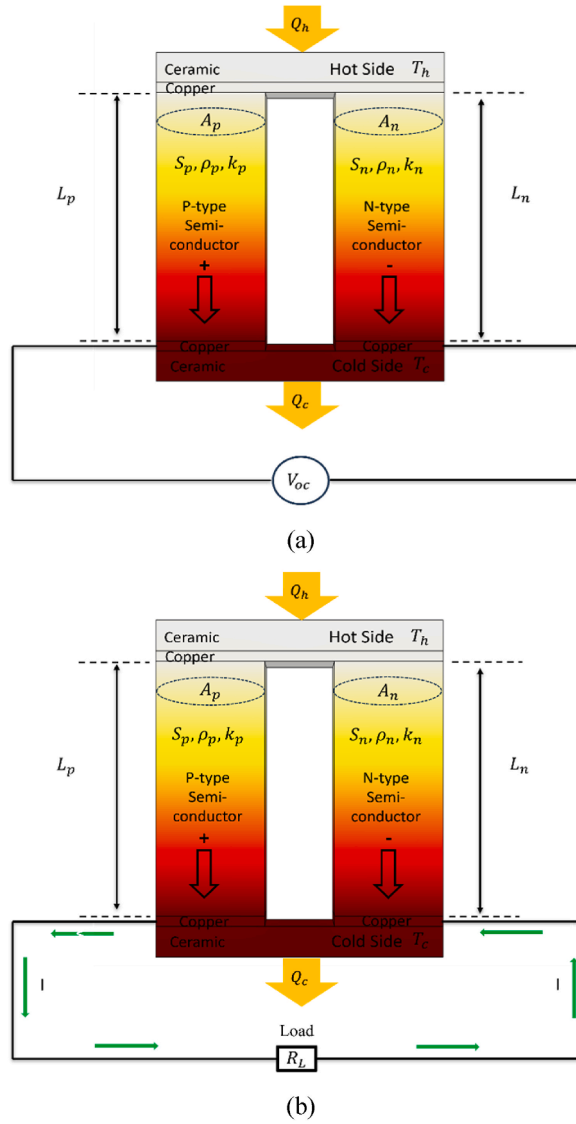 Q_h
Ceramic Hot Side T_h
Copper
A_p A_n
S_p, ρ_p, k_p S_n, ρ_n, k_n
L_p L_n
P-type N-type
Semi- Semi-
conductor conductor
+ -
Copper Copper
Ceramic Cold Side T_c
Q_c
V_oc
(a)
Q_h
Ceramic Hot Side T_h
Copper
A_p A_n
S_p, ρ_p, k_p S_n, ρ_n, k_n
L_p L_n
P-type N-type
Semi- Semi-
conductor conductor
+ -
Copper Copper
Ceramic Cold Side T_c
Q_c
I I
Load
R_L
(b)